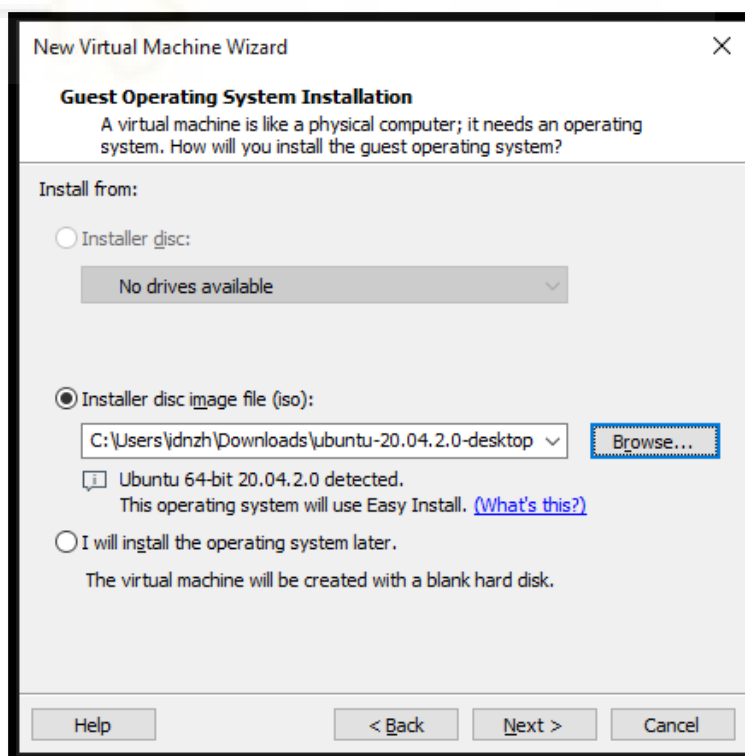 New Virtual Machine Wizard
Guest Operating System Installation
A virtual machine is like a physical computer; it needs an operating
system. How will you install the guest operating system?
Install from:
Installer disc:
No drives available
Installer disc image file (iso):
C:\Users\idnzh\Downloads\ubuntu-20.04.2.0-desktop
Browse...
Ubuntu 64-bit 20.04.2.0 detected.
This operating system will use Easy Install. (What's this?)
I will install the operating system later.
The virtual machine will be created with a blank hard disk.
Help
< Back
Next >
Cancel